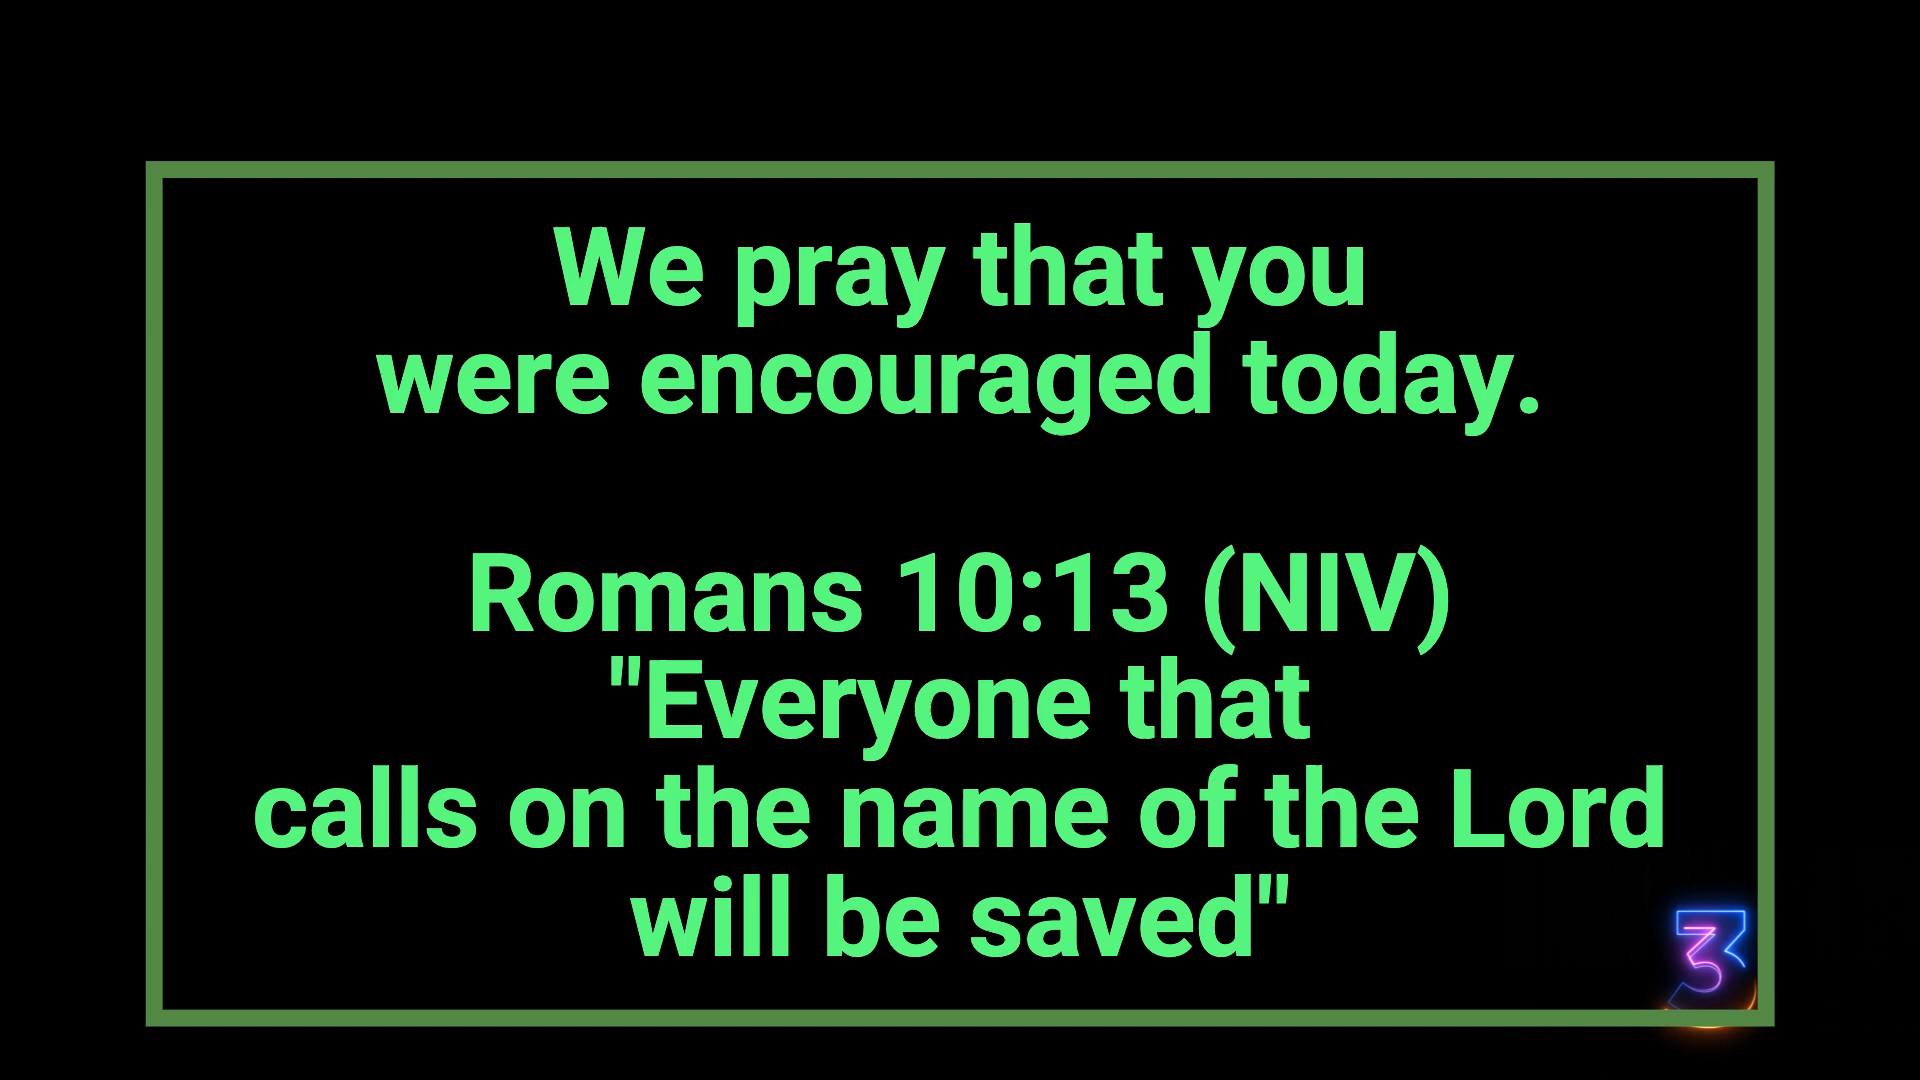 We pray that you
were encouraged today.
Romans 10:13 (NIV)
"Everyone that
calls on the name of the Lord
will be saved"
3